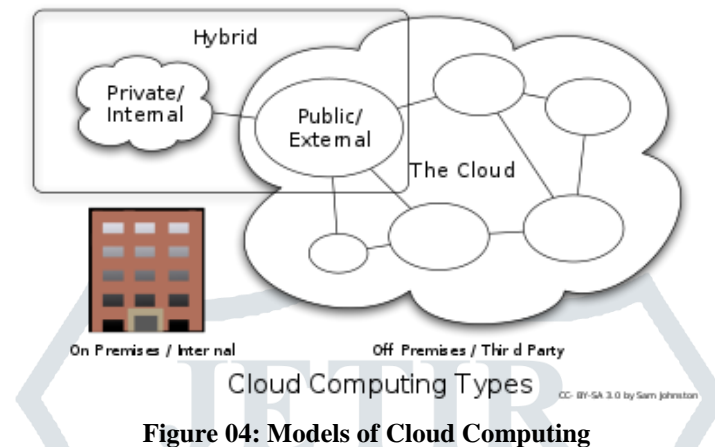 Hybrid
Private/
Internal
Public/
External
The Cloud
On Premises / Internal
Off Premises / Third Party
Cloud Computing Types
CC- BY-SA 3.0 by Sam Johnston
JETIR
Figure 04: Models of Cloud Computing